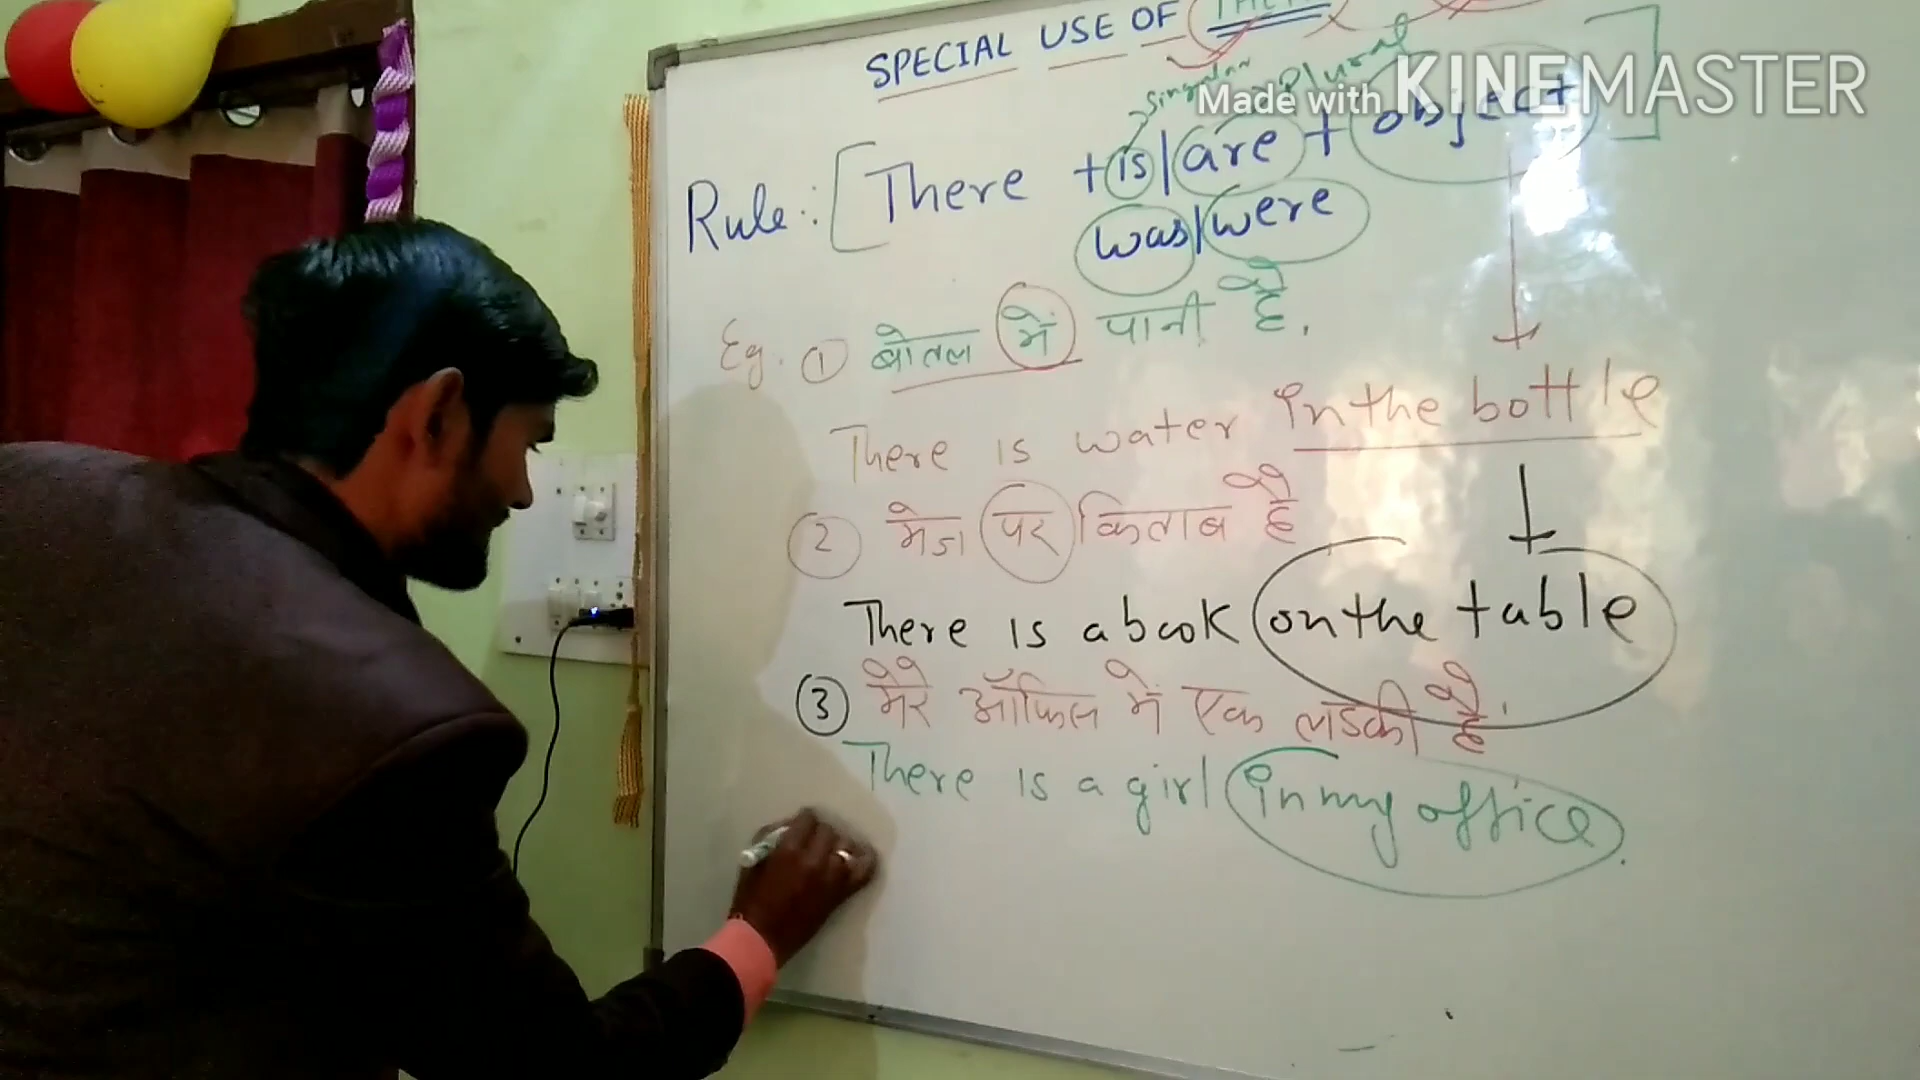 SPECIAL USE OF
singular plural
Made with KINEMASTER
Rule:: [There + is/are + object]
was/were
Eg. ① बोतल में पानी है.
There is water in the bottle
② मेज पर किताब है
There is a book on the table
③ मेरे ऑफिस में एक लडकी है.
There is a girl in my office.